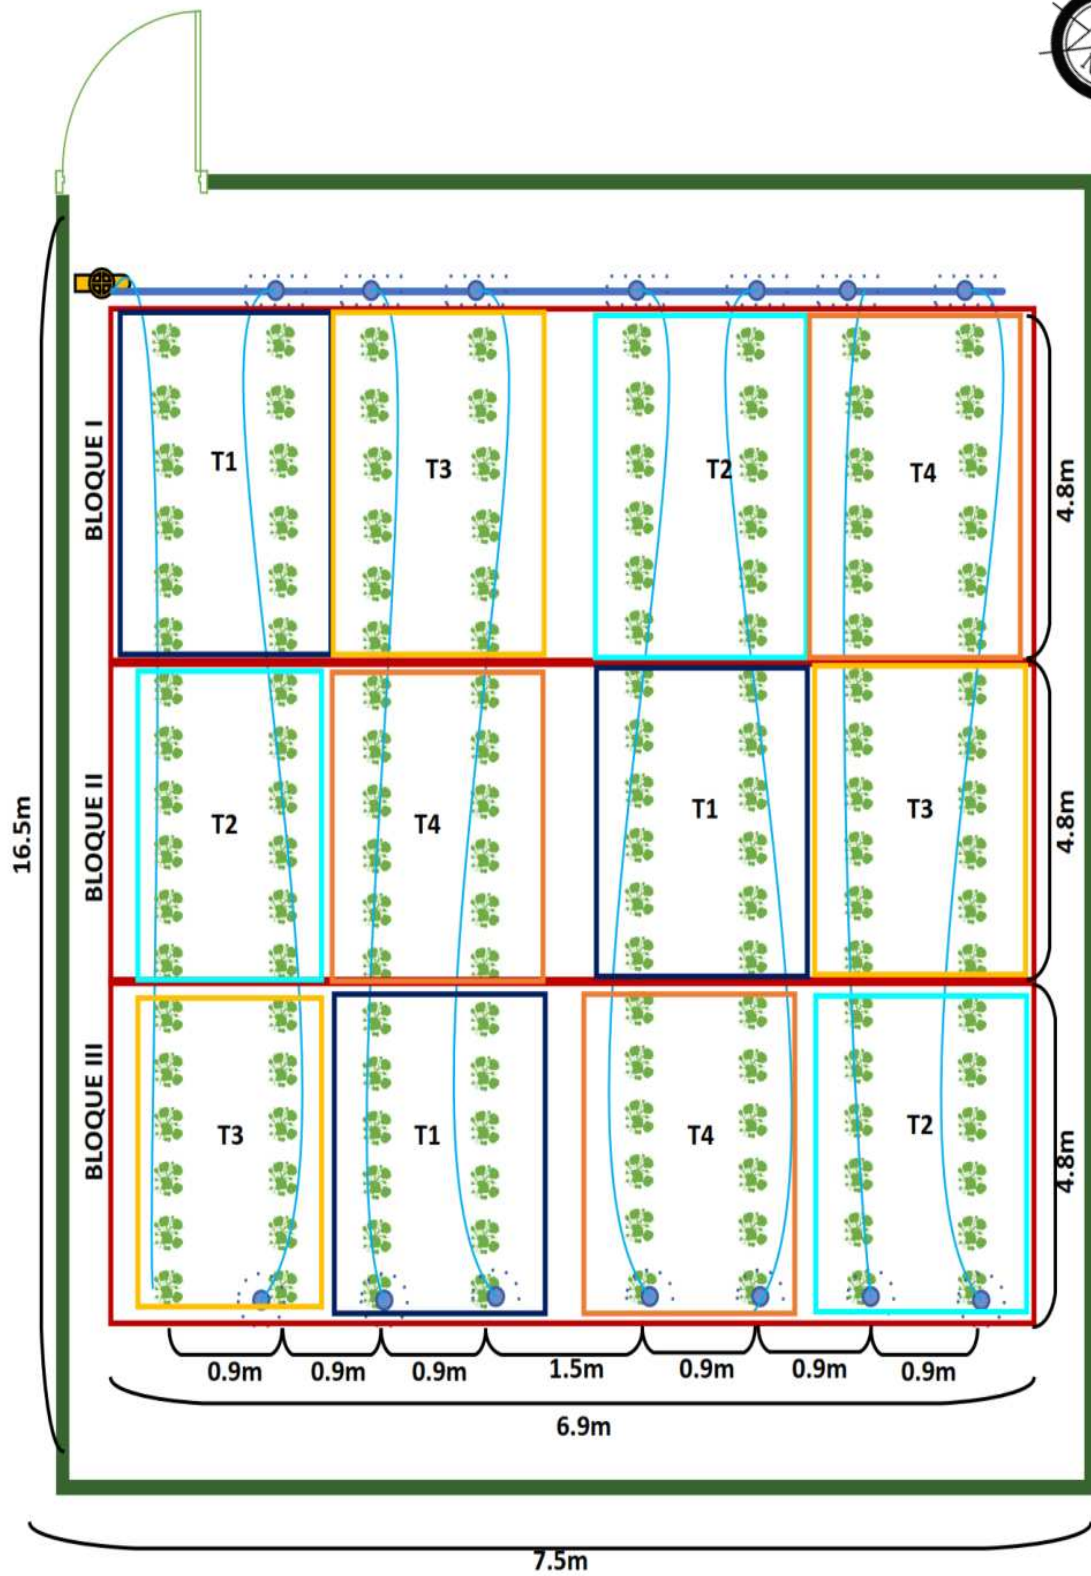 BLOQUE I
T1
T3
T2
T4
4.8m
16.5m
BLOQUE II
T2
T4
T1
T3
4.8m
BLOQUE III
T3
T1
T4
T2
4.8m
0.9m
0.9m
0.9m
1.5m
0.9m
0.9m
0.9m
6.9m
7.5m